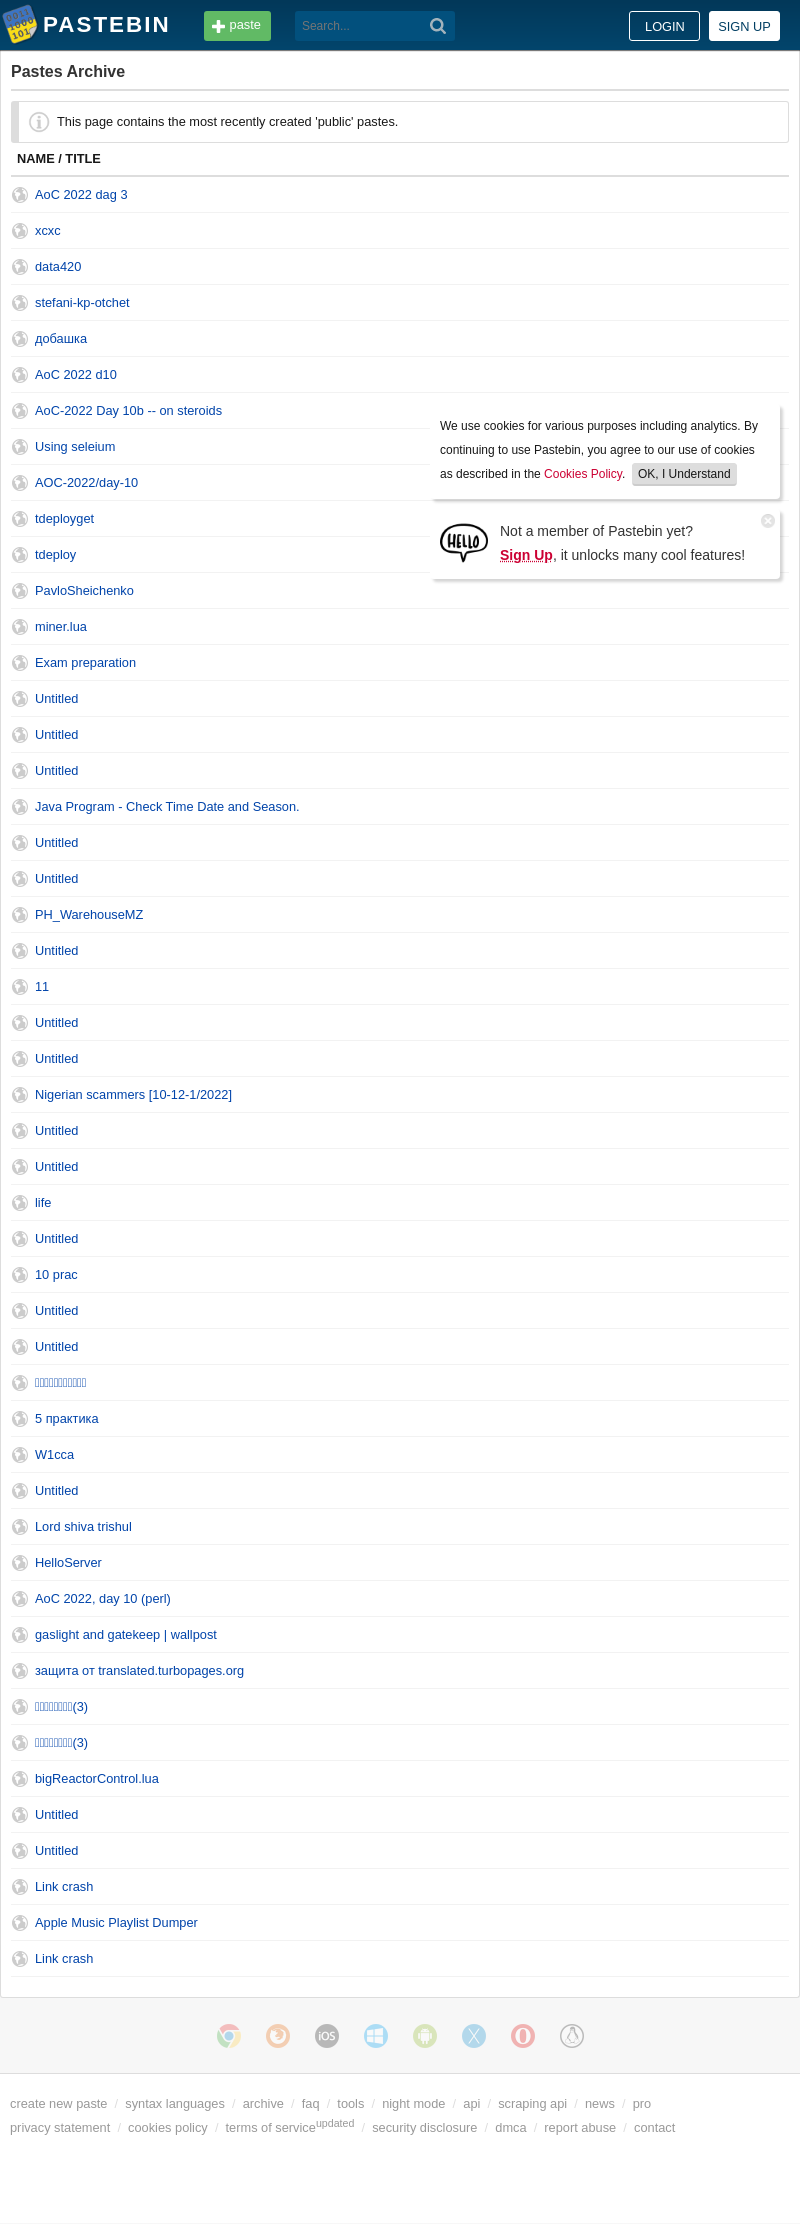 PASTEBIN
paste
Search...
LOGIN
SIGN UP
Pastes Archive
This page contains the most recently created 'public' pastes.
NAME / TITLE
AoC 2022 dag 3
xcxc
data420
stefani-kp-otchet
добашка
AoC 2022 d10
AoC-2022 Day 10b -- on steroids
Using seleium
AOC-2022/day-10
tdeployget
tdeploy
PavloSheichenko
miner.lua
Exam preparation
Untitled
Untitled
Untitled
Java Program - Check Time Date and Season.
Untitled
Untitled
PH_WarehouseMZ
Untitled
11
Untitled
Untitled
Nigerian scammers [10-12-1/2022]
Untitled
Untitled
life
Untitled
10 prac
Untitled
Untitled
5 практика
W1cca
Untitled
Lord shiva trishul
HelloServer
AoC 2022, day 10 (perl)
gaslight and gatekeep | wallpost
защита от translated.turbopages.org
(3)
(3)
bigReactorControl.lua
Untitled
Untitled
Link crash
Apple Music Playlist Dumper
Link crash
We use cookies for various purposes including analytics. By
continuing to use Pastebin, you agree to our use of cookies
as described in the Cookies Policy. OK, I Understand
HELLO
Not a member of Pastebin yet?
Sign Up, it unlocks many cool features!
iOS
create new paste / syntax languages / archive / faq / tools / night mode / api / scraping api / news / pro
privacy statement / cookies policy / terms of service updated / security disclosure / dmca / report abuse / contact